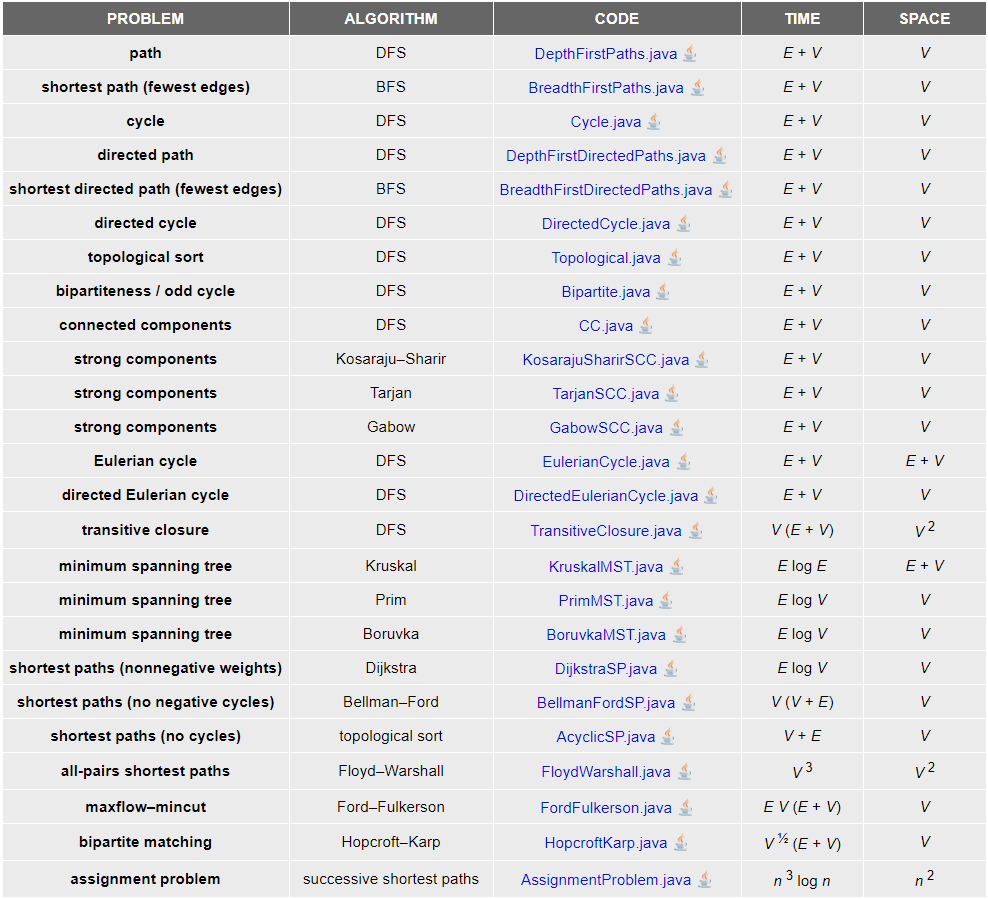 PROBLEM ALGORITHM CODE TIME SPACE
path DFS DepthFirstPaths.java E + V V
shortest path (fewest edges) BFS BreadthFirstPaths.java E + V V
cycle DFS Cycle.java E + V V
directed path DFS DepthFirstDirectedPaths.java E + V V
shortest directed path (fewest edges) BFS BreadthFirstDirectedPaths.java E + V V
directed cycle DFS DirectedCycle.java E + V V
topological sort DFS Topological.java E + V V
bipartiteness / odd cycle DFS Bipartite.java E + V V
connected components DFS CC.java E + V V
strong components Kosaraju–Sharir KosarajuSharirSCC.java E + V V
strong components Tarjan TarjanSCC.java E + V V
strong components Gabow GabowSCC.java E + V V
Eulerian cycle DFS EulerianCycle.java E + V E + V
directed Eulerian cycle DFS DirectedEulerianCycle.java E + V V
transitive closure DFS TransitiveClosure.java V (E + V) V ²
minimum spanning tree Kruskal KruskalMST.java E log E E + V
minimum spanning tree Prim PrimMST.java E log V V
minimum spanning tree Boruvka BoruvkaMST.java E log V V
shortest paths (nonnegative weights) Dijkstra DijkstraSP.java E log V V
shortest paths (no negative cycles) Bellman–Ford BellmanFordSP.java V (V + E) V
shortest paths (no cycles) topological sort AcyclicSP.java V + E V
all-pairs shortest paths Floyd–Warshall FloydWarshall.java V ³ V ²
maxflow–mincut Ford–Fulkerson FordFulkerson.java E V (E + V) V
bipartite matching Hopcroft–Karp HopcroftKarp.java V ½ (E + V) V
assignment problem successive shortest paths AssignmentProblem.java n ³ log n n ²